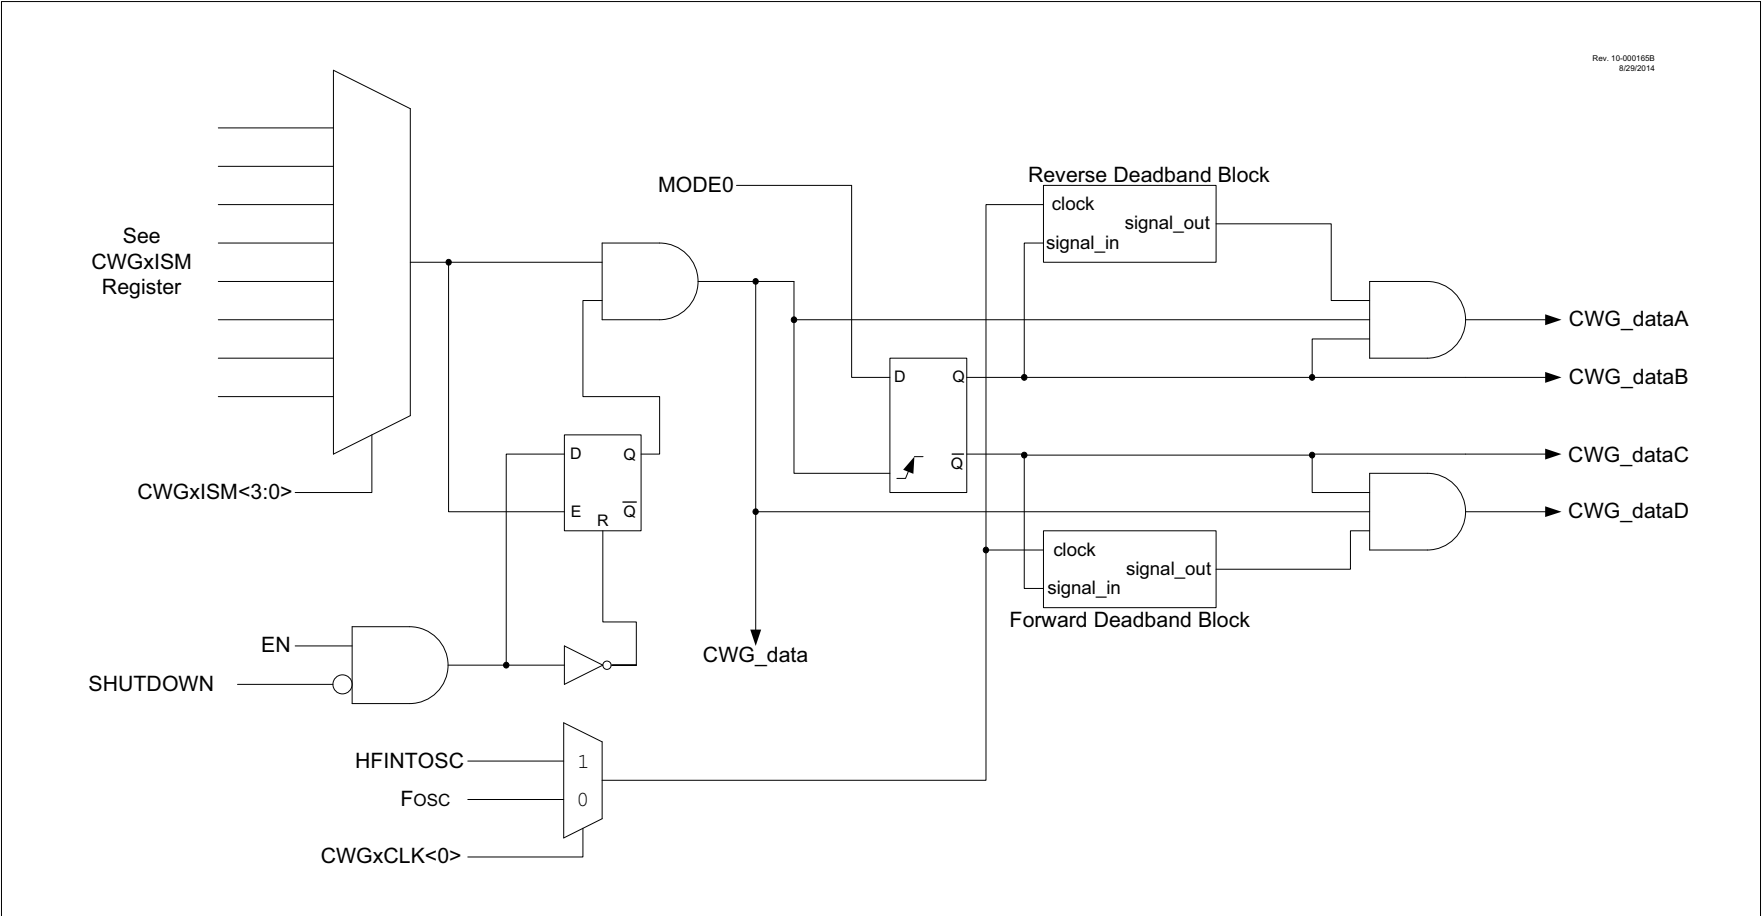 Rev. 10-000165B
8/29/2014
See
CWGxISM
Register
CWGxISM<3:0>
MODE0
Reverse Deadband Block
clock
signal_in
signal_out
CWG_dataA
D
Q
Q
CWG_dataB
CWG_dataC
CWG_dataD
D
Q
E
R
Q
clock
signal_in
signal_out
Forward Deadband Block
EN
SHUTDOWN
CWG_data
HFINTOSC
1
FOSC
0
CWGxCLK<0>